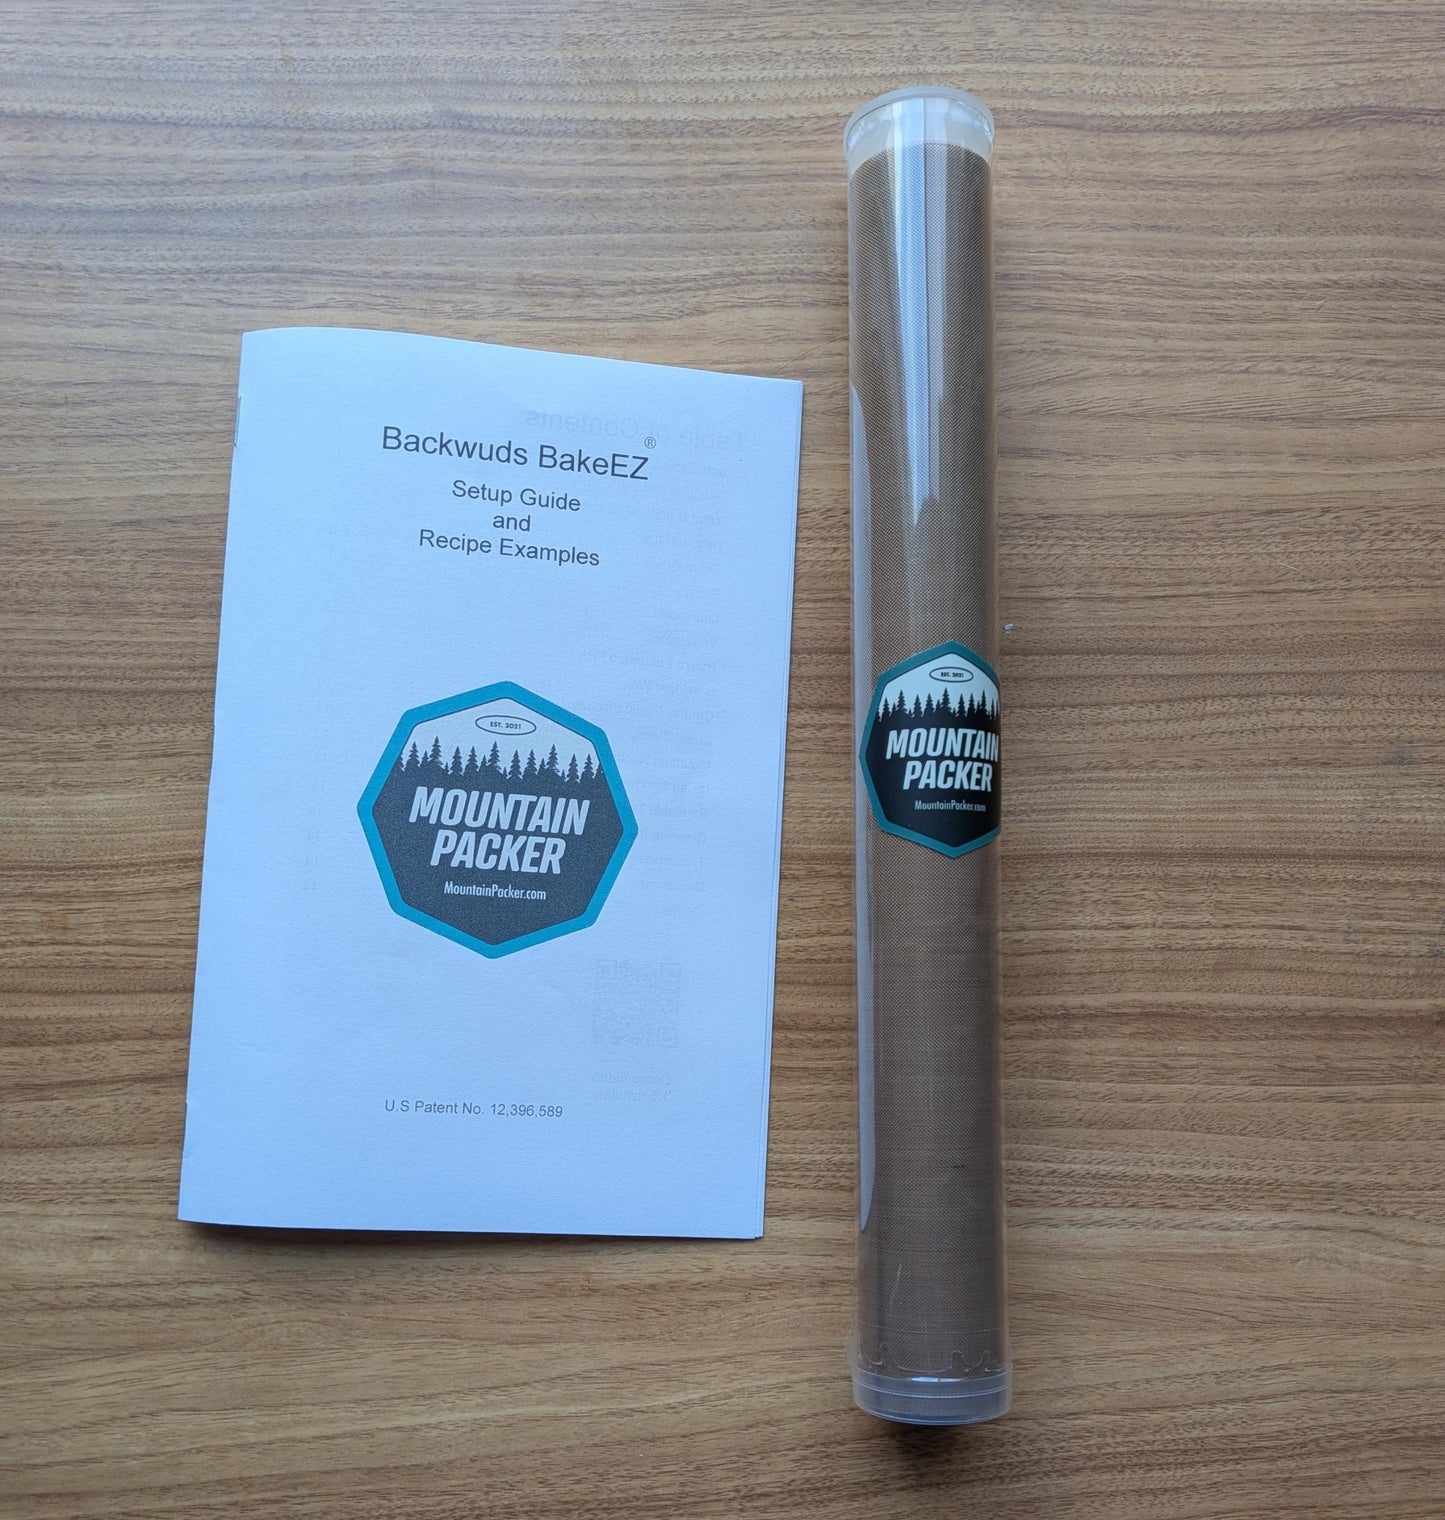 Backwuds BakeEZ®
Setup Guide
and
Recipe Examples
EST. 2021
MOUNTAIN
PACKER
MountainPacker.com
U.S Patent No. 12,396,589
EST. 2021
MOUNTAIN
PACKER
MountainPacker.com